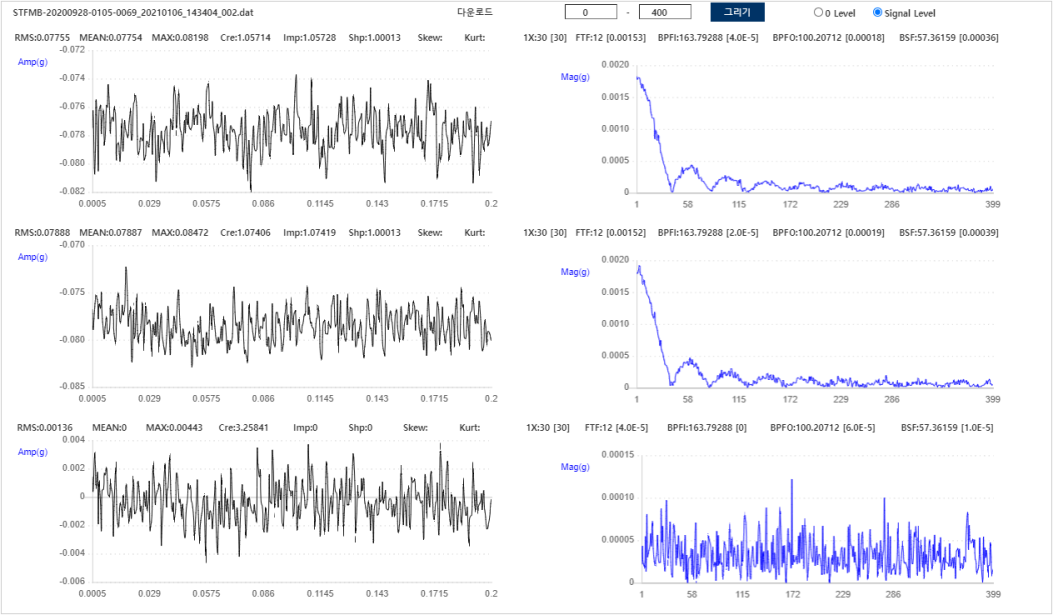 STFMB-20200928-0105-0069_20210106_143404_002.dat 다운로드 0 - 400 그리기 0 Level Signal Level
RMS:0.07755 MEAN:0.07754 MAX:0.08198 Cre:1.05714 Imp:1.05728 Shp:1.00013 Skew: Kurt:
Amp(g)
-0.072
-0.074
-0.076
-0.078
-0.080
-0.082
0.0005 0.029 0.0575 0.086 0.1145 0.143 0.1715 0.2
1X:30 [30] FTF:12 [0.00153] BPFI:163.79288 [4.0E-5] BPFO:100.20712 [0.00018] BSF:57.36159 [0.00036]
Mag(g)
0.0020
0.0015
0.0010
0.0005
0
1 58 115 172 229 286 399
RMS:0.07888 MEAN:0.07887 MAX:0.08472 Cre:1.07406 Imp:1.07419 Shp:1.00013 Skew: Kurt:
Amp(g)
-0.070
-0.075
-0.080
-0.085
0.0005 0.029 0.0575 0.086 0.1145 0.143 0.1715 0.2
1X:30 [30] FTF:12 [0.00152] BPFI:163.79288 [2.0E-5] BPFO:100.20712 [0.00019] BSF:57.36159 [0.00039]
Mag(g)
0.0020
0.0015
0.0010
0.0005
0
1 58 115 172 229 286 399
RMS:0.00136 MEAN:0 MAX:0.00443 Cre:3.25841 Imp:0 Shp:0 Skew: Kurt:
Amp(g)
0.004
0.002
0
-0.002
-0.004
-0.006
0.0005 0.029 0.0575 0.086 0.1145 0.143 0.1715 0.2
1X:30 [30] FTF:12 [4.0E-5] BPFI:163.79288 [0] BPFO:100.20712 [6.0E-5] BSF:57.36159 [1.0E-5]
Mag(g)
0.00015
0.00010
0.00005
0
1 58 115 172 229 286 399